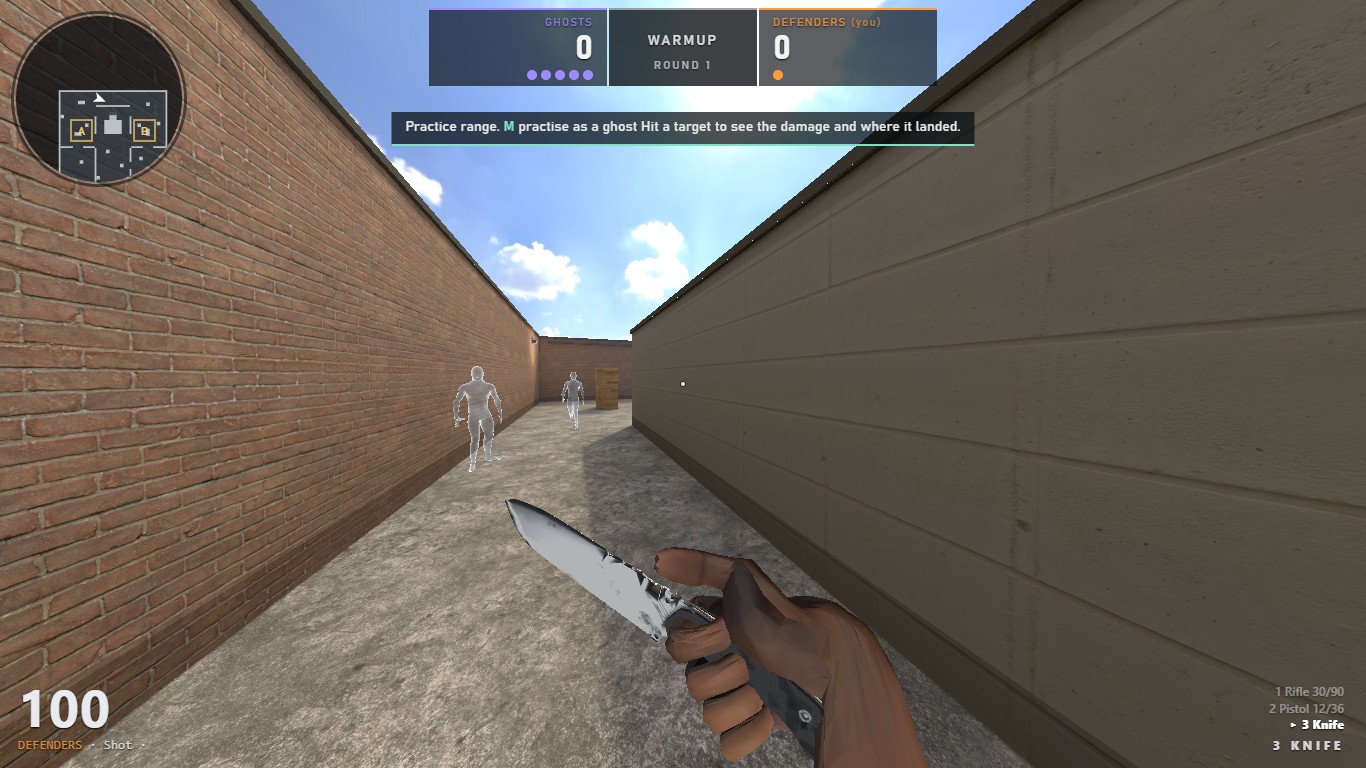 GHOSTS
0
WARMUP
ROUND 1
DEFENDERS (you)
0
Practice range. M practise as a ghost Hit a target to see the damage and where it landed.
A
B
100
DEFENDERS · Shot ·
1 Rifle 30/90
2 Pistol 12/36
▸ 3 Knife
3 KNIFE